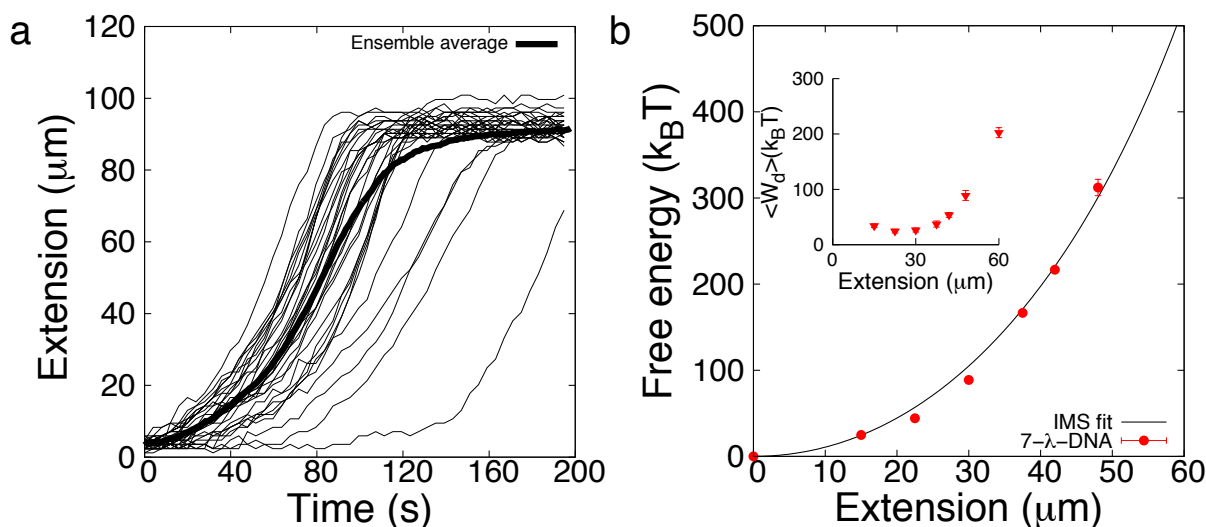 a
120
100
80
60
40
20
0
0 40 80 120 160 200
Extension (μm)
Time (s)
Ensemble average
b
500
400
300
200
100
0
0 10 20 30 40 50 60
Free energy (k_BT)
Extension (μm)
300
200
100
0
0 30 60
<W_d>(k_BT)
Extension (μm)
IMS fit
7−λ−DNA